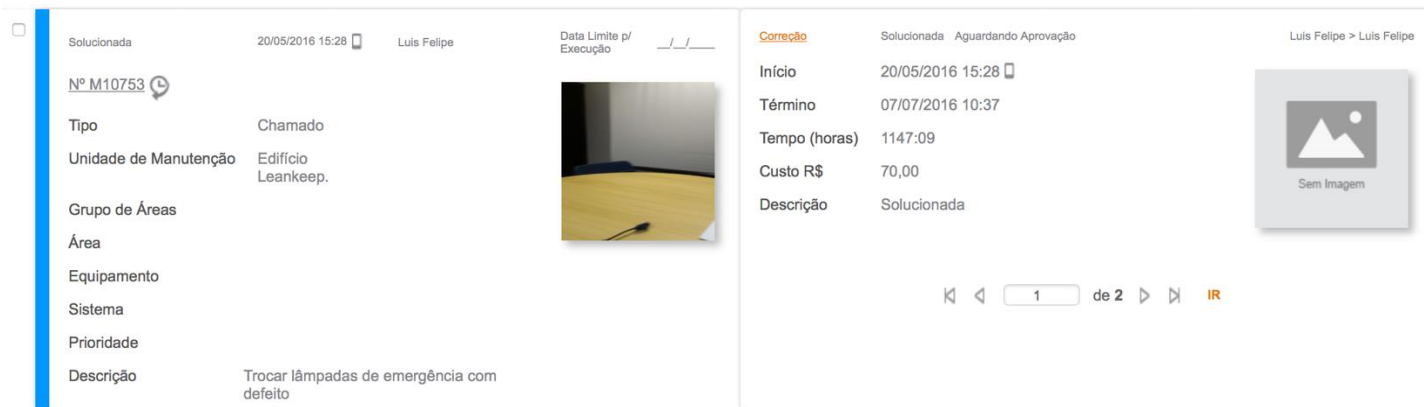 Solucionada 20/05/2016 15:28 Luis Felipe Data Limite p/ Execução __/__/____
Nº M10753
Tipo Chamado
Unidade de Manutenção Edifício
Leankeep.
Grupo de Áreas
Área
Equipamento
Sistema
Prioridade
Descrição Trocar lâmpadas de emergência com
defeito
Correção Solucionada Aguardando Aprovação Luis Felipe > Luis Felipe
Início 20/05/2016 15:28
Término 07/07/2016 10:37
Tempo (horas) 1147:09
Custo R$ 70,00
Descrição Solucionada
Sem Imagem
1 de 2 IR